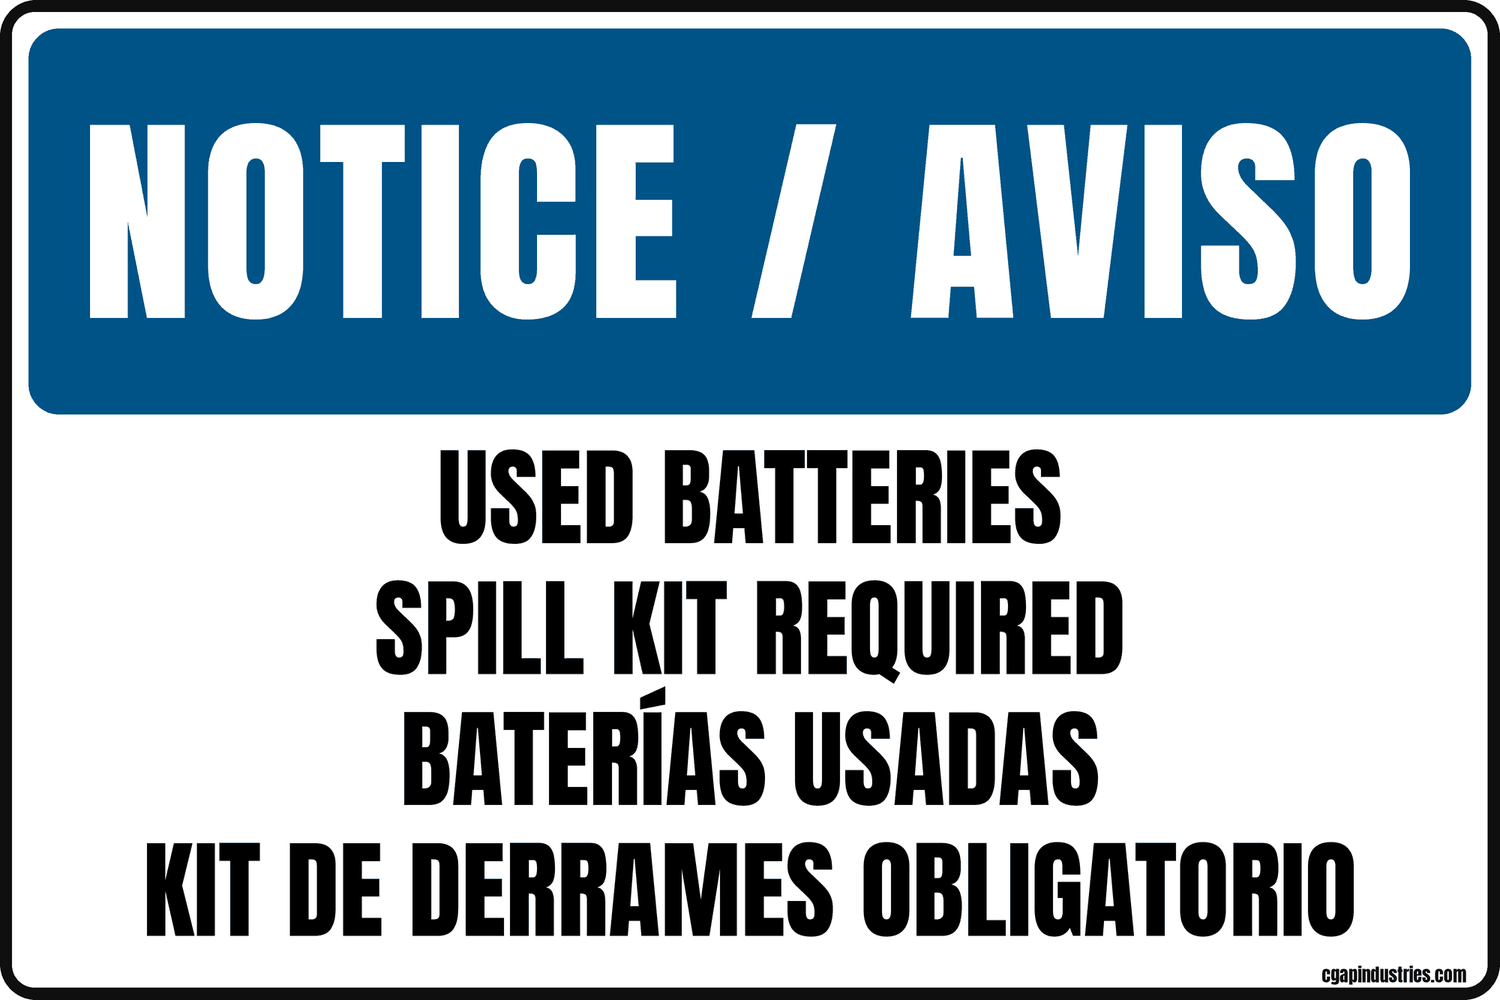 NOTICE / AVISO
USED BATTERIES
SPILL KIT REQUIRED
BATERÍAS USADAS
KIT DE DERRAMES OBLIGATORIO
cgapindustries.com